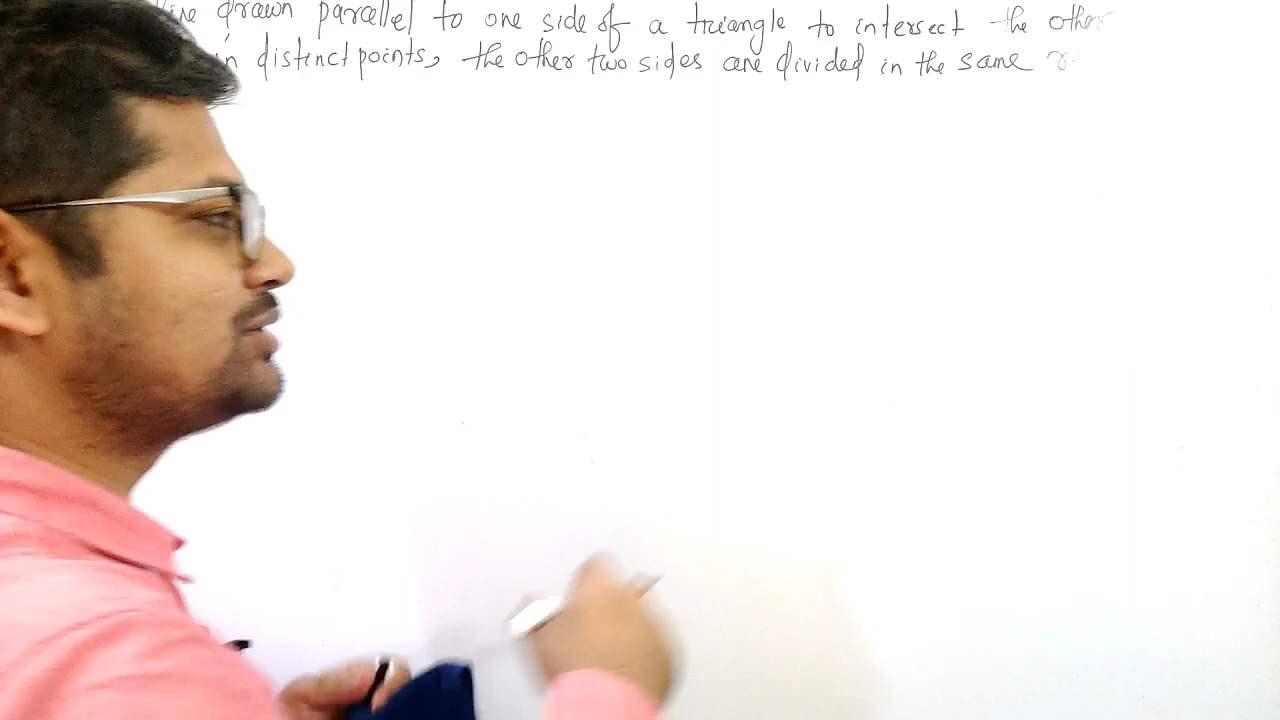 drawn parallel to one side of a triangle to intersect the other
in distinct points, the other two sides are divided in the same